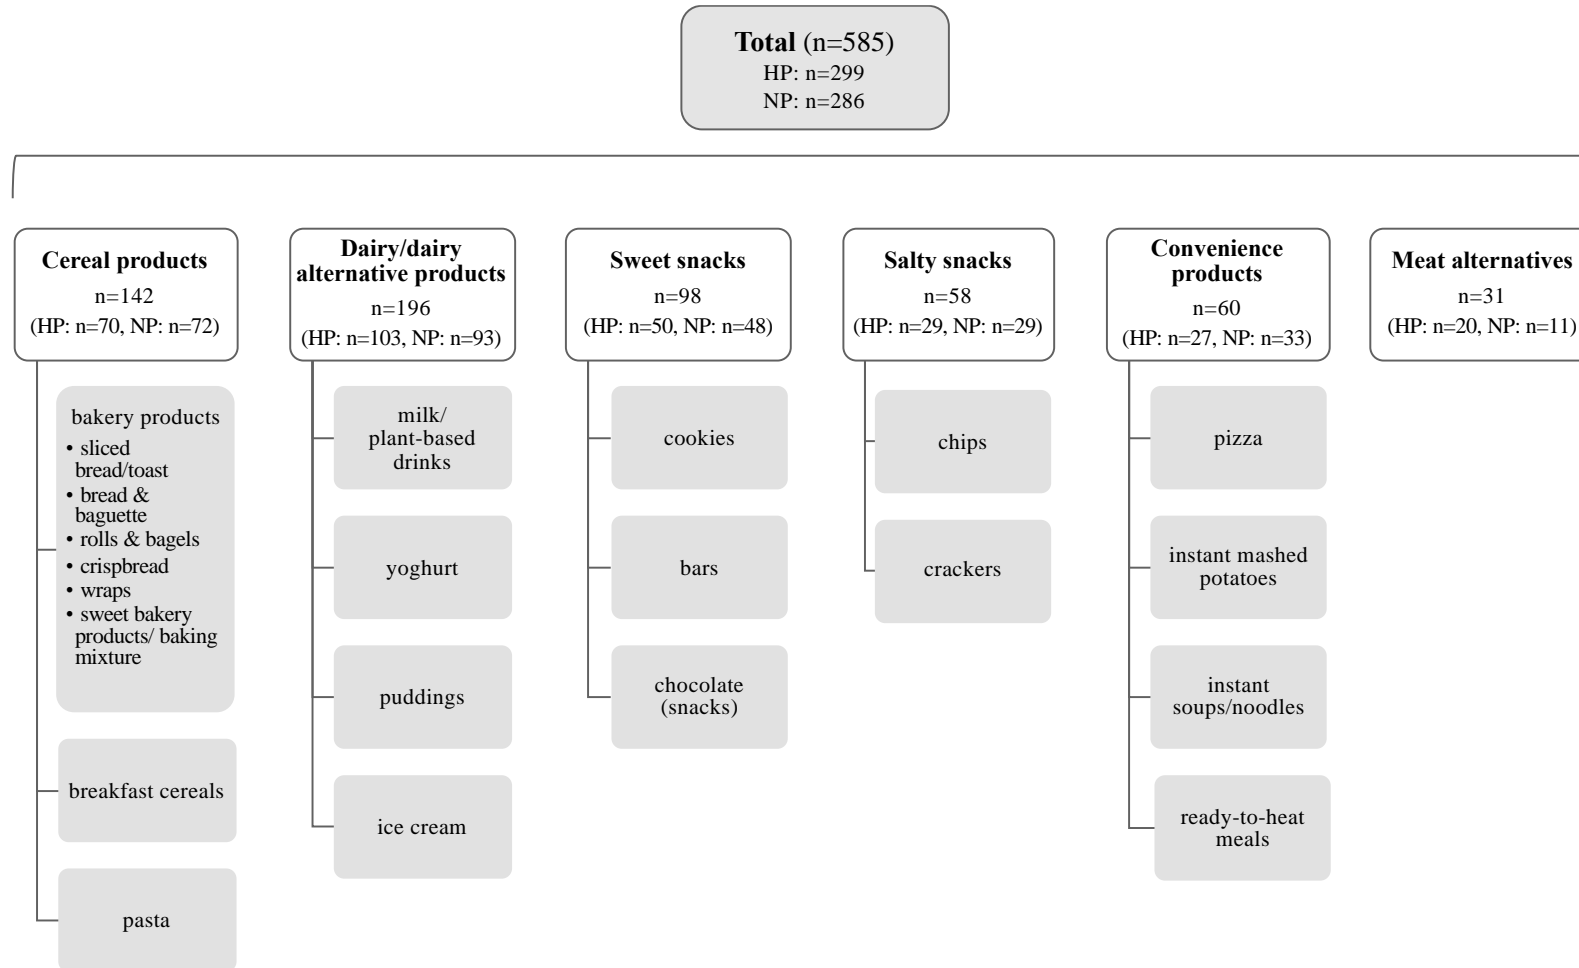 Total (n=585)
HP: n=299
NP: n=286
Cereal products
n=142
(HP: n=70, NP: n=72)
bakery products
• sliced
bread/toast
• bread &
baguette
• rolls & bagels
• crispbread
• wraps
• sweet bakery
products/ baking
mixture
breakfast cereals
pasta
Dairy/dairy
alternative products
n=196
(HP: n=103, NP: n=93)
milk/
plant-based
drinks
yoghurt
puddings
ice cream
Sweet snacks
n=98
(HP: n=50, NP: n=48)
cookies
bars
chocolate
(snacks)
Salty snacks
n=58
(HP: n=29, NP: n=29)
chips
crackers
Convenience
products
n=60
(HP: n=27, NP: n=33)
pizza
instant mashed
potatoes
instant
soups/noodles
ready-to-heat
meals
Meat alternatives
n=31
(HP: n=20, NP: n=11)